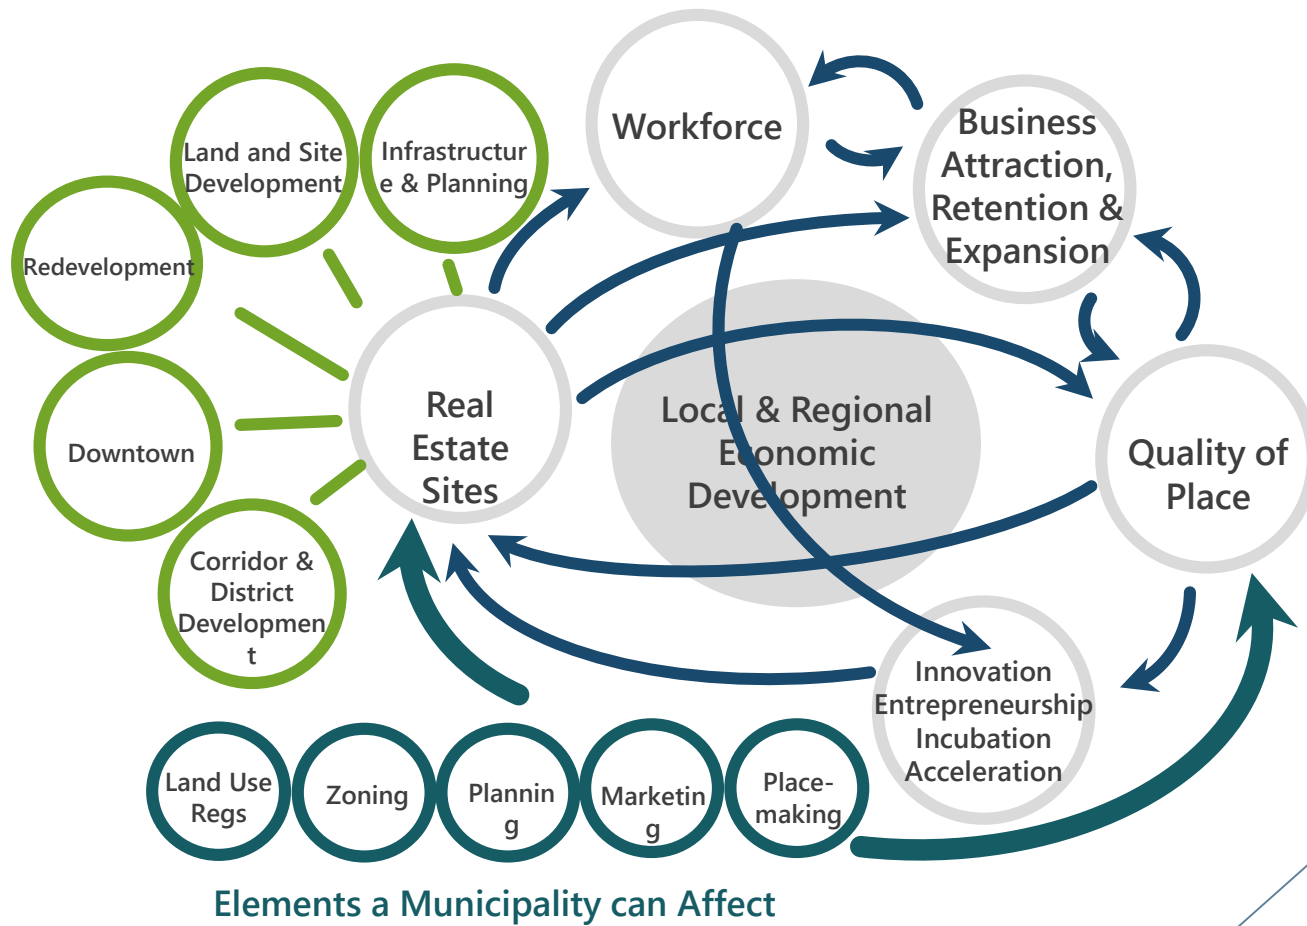 Workforce
Business
Attraction,
Retention &
Expansion
Land and Site
Development
Infrastructur
e & Planning
Redevelopment
Downtown
Corridor &
District
Developmen
t
Real
Estate
Sites
Local & Regional
Economic
Development
Quality of
Place
Innovation
Entrepreneurship
Incubation
Acceleration
Land Use
Regs
Zoning
Plannin
g
Marketin
g
Place-
making
Elements a Municipality can Affect